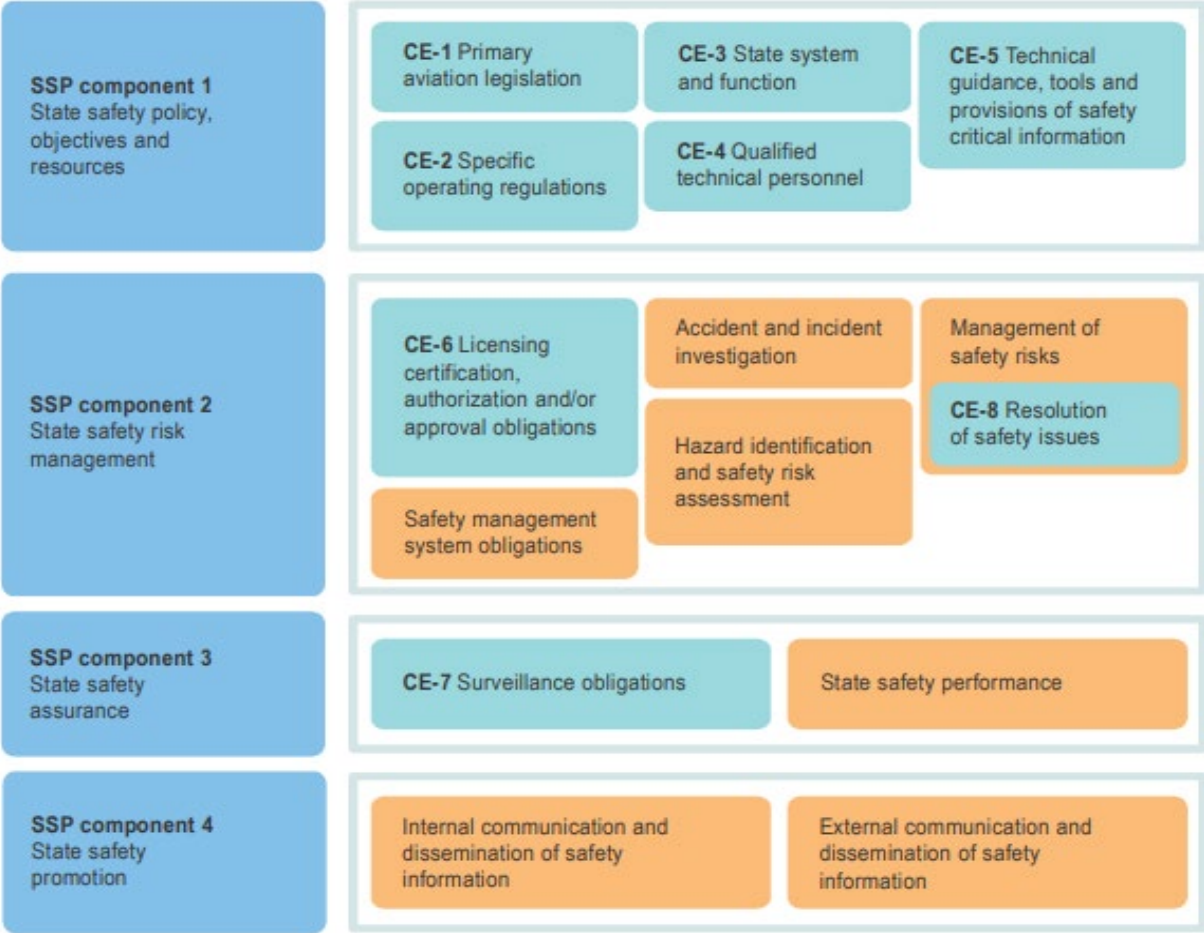 SSP component 1
State safety policy,
objectives and
resources
CE-1 Primary
aviation legislation
CE-2 Specific
operating regulations
CE-3 State system
and function
CE-4 Qualified
technical personnel
CE-5 Technical
guidance, tools and
provisions of safety
critical information
SSP component 2
State safety risk
management
CE-6 Licensing
certification,
authorization and/or
approval obligations
Safety management
system obligations
Accident and incident
investigation
Hazard identification
and safety risk
assessment
Management of
safety risks
CE-8 Resolution
of safety issues
SSP component 3
State safety
assurance
CE-7 Surveillance obligations
State safety performance
SSP component 4
State safety
promotion
Internal communication and
dissemination of safety
information
External communication and
dissemination of safety
information